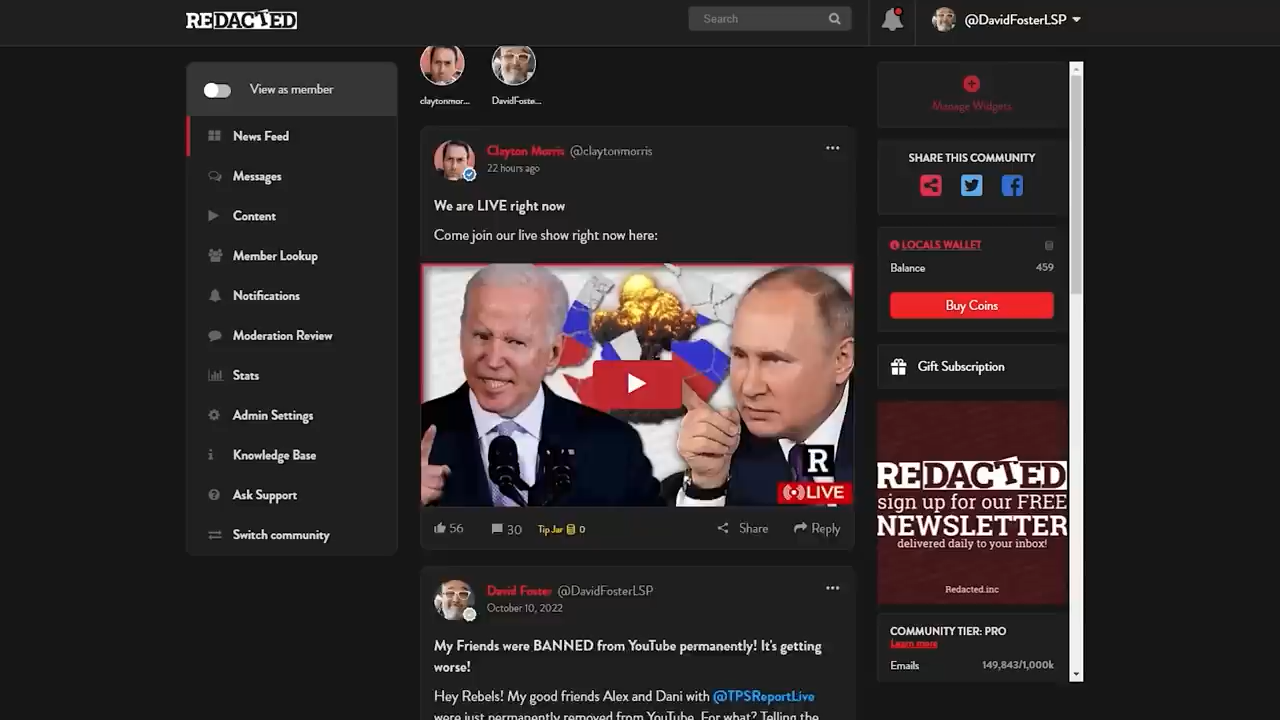 REDACTED
Search
@DavidFosterLSP
View as member
News Feed
Messages
Content
Member Lookup
Notifications
Moderation Review
Stats
Admin Settings
Knowledge Base
Ask Support
Switch community
claytonmor...
DavidFoste...
Clayton Morris @claytonmorris
22 hours ago
We are LIVE right now
Come join our live show right now here:
R
LIVE
56
30
Tip Jar 0
Share
Reply
David Foster @DavidFosterLSP
October 10, 2022
My Friends were BANNED from YouTube permanently! It's getting
worse!
Hey Rebels! My good friends Alex and Dani with @TPSReportLive
were just permanently removed from YouTube. For what? Telling the
Manage Widgets
SHARE THIS COMMUNITY
LOCALS WALLET
Balance 459
Buy Coins
Gift Subscription
REDACTED
sign up for our FREE
NEWSLETTER
delivered daily to your inbox!
Redacted.inc
COMMUNITY TIER: PRO
Learn more
Emails 149,843/1,000k